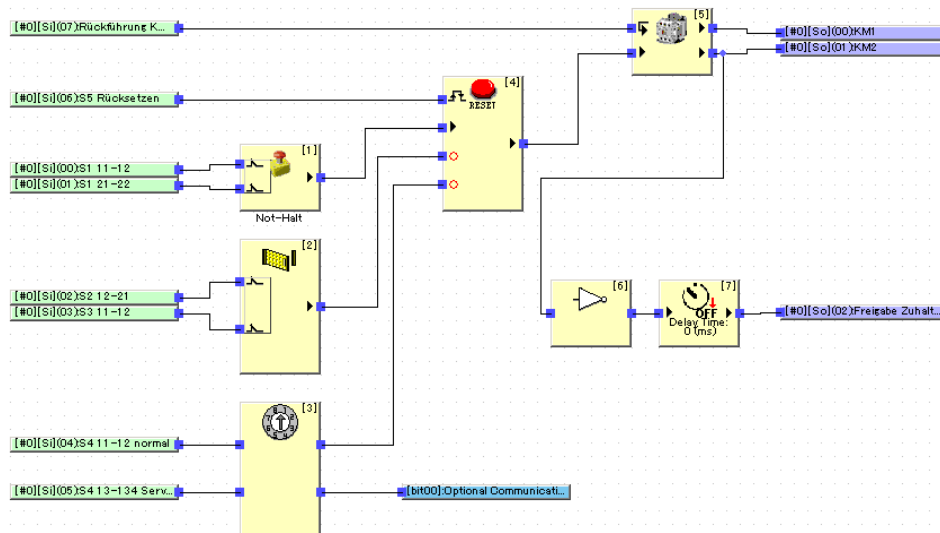 [5]
[#0][Si](07):Rückführung K...
[#0][So](00):KM1
[#0][So](01):KM2
[4]
[#0][Si](06):S5 Rücksetzen
RESET
[1]
[#0][Si](00):S1 11-12
[#0][Si](01):S1 21-22
Not-Halt
[2]
[6]
[7]
[#0][Si](02):S2 12-21
[#0][Si](03):S3 11-12
OFF
[#0][So](02):Freigabe Zuhalt...
Delay Time:
0 (ms)
[3]
[#0][Si](04):S4 11-12 normal
[#0][Si](05):S4 13-134 Serv...
[bit00]:Optional Communicati...